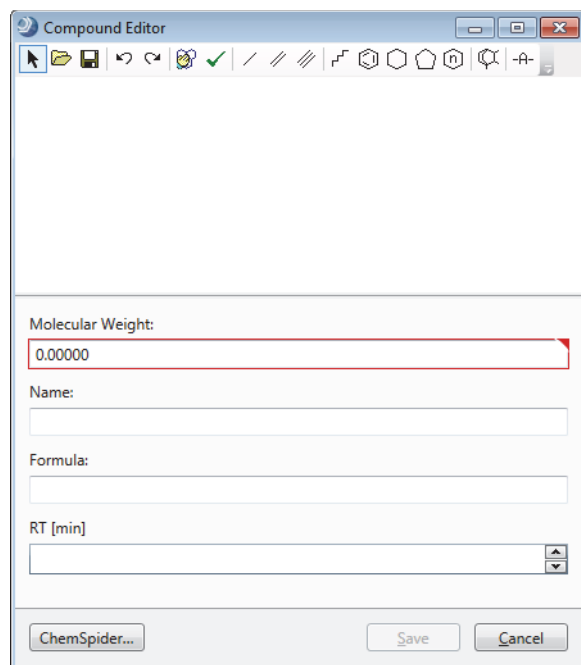 Compound Editor
n -A-
Molecular Weight:
0.00000
Name:
Formula:
RT [min]
ChemSpider... Save Cancel